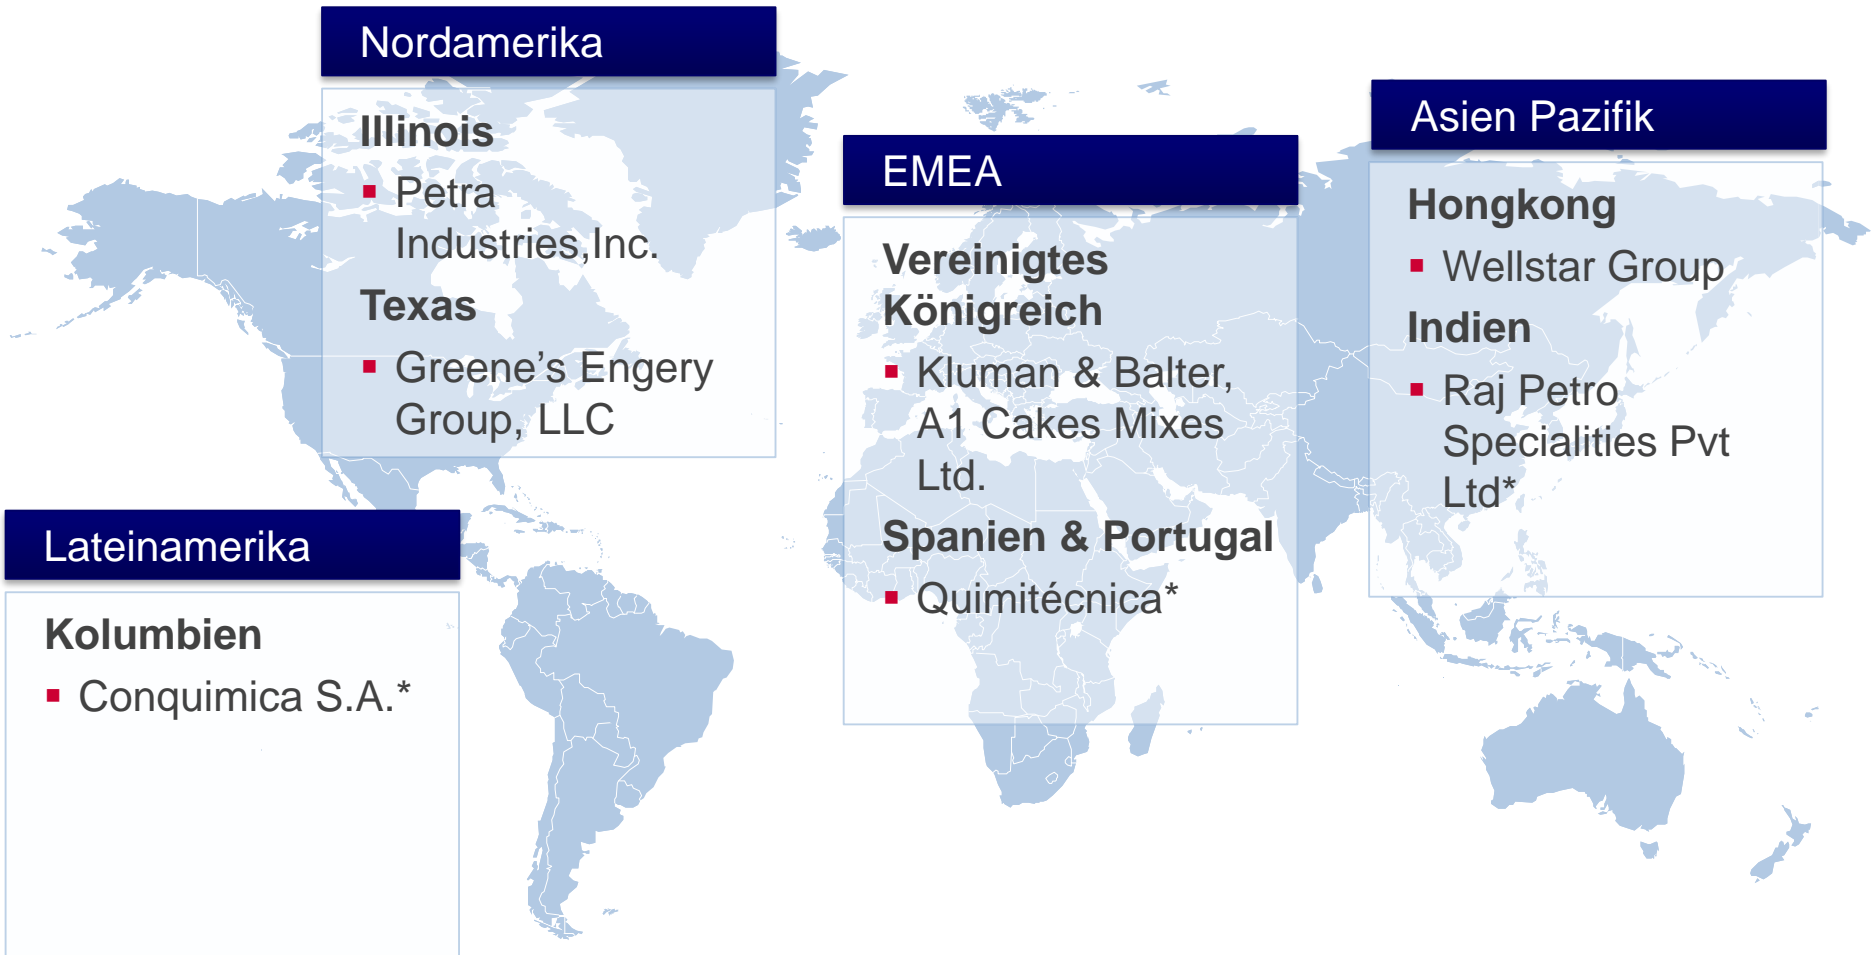 Nordamerika
Illinois
▪ Petra
Industries,Inc.
Texas
▪ Greene’s Engery
Group, LLC
Lateinamerika
Kolumbien
▪ Conquimica S.A.*
EMEA
Vereinigtes
Königreich
▪ Kluman & Balter,
A1 Cakes Mixes
Ltd.
Spanien & Portugal
▪ Quimitécnica*
Asien Pazifik
Hongkong
▪ Wellstar Group
Indien
▪ Raj Petro
Specialities Pvt
Ltd*